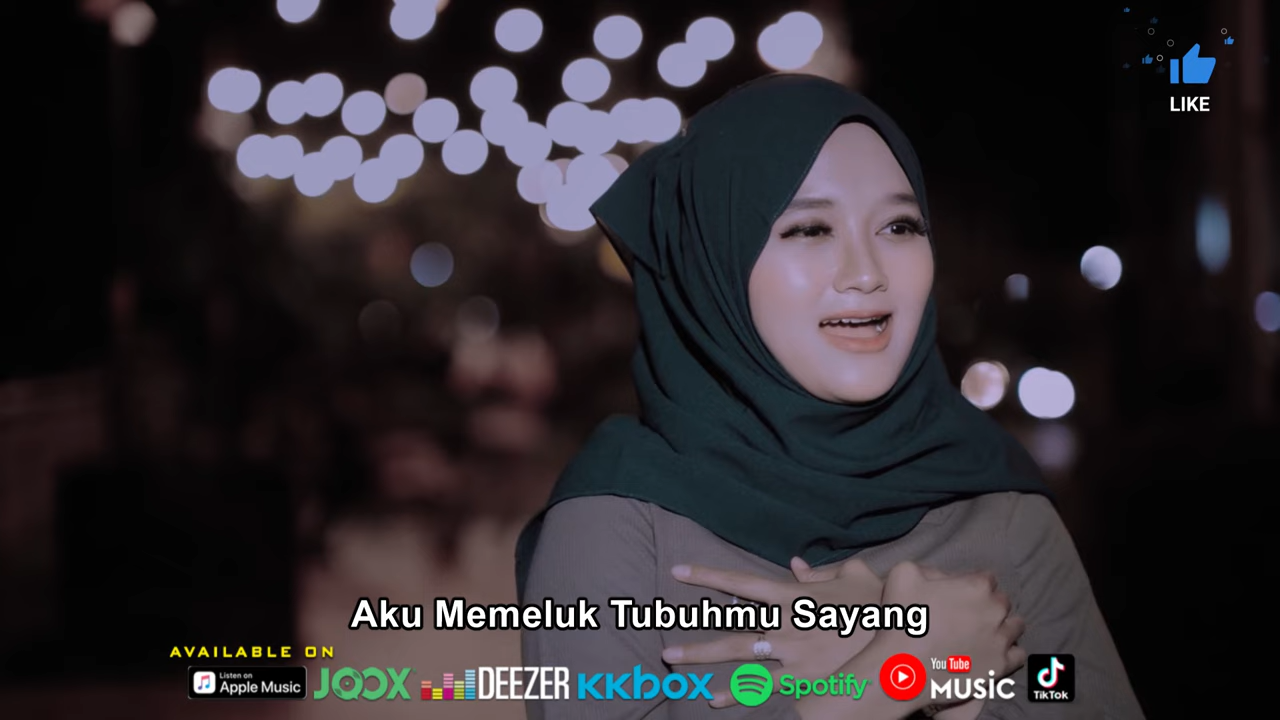 LIKE
Aku Memeluk Tubuhmu Sayang
AVAILABLE ON
Listen on
Apple Music
JOOX
DEEZER
KKBOX
Spotify
YouTube
MUSIC
TikTok